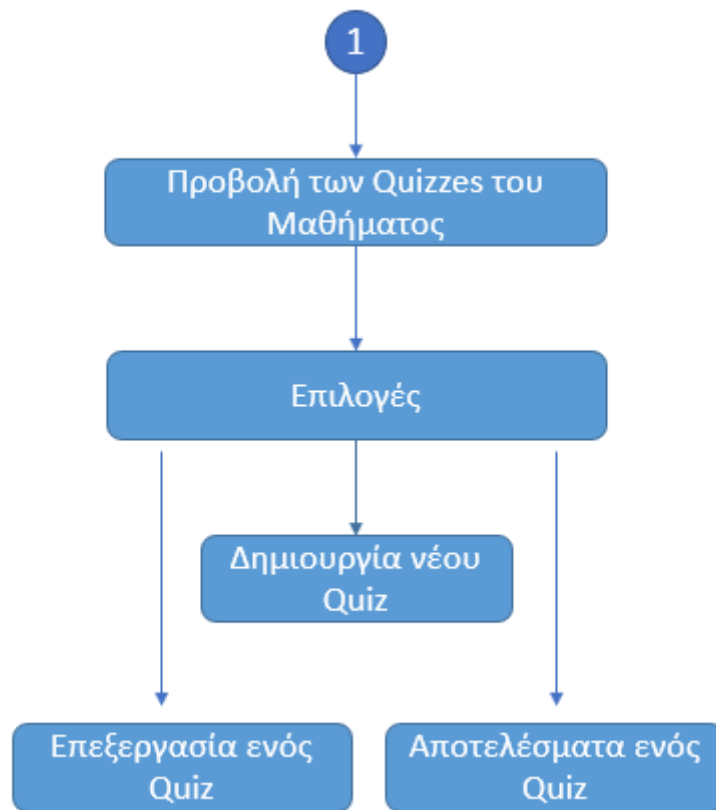 1
Προβολή των Quizzes του
Μαθήματος
Επιλογές
Δημιουργία νέου
Quiz
Επεξεργασία ενός
Quiz
Αποτελέσματα ενός
Quiz